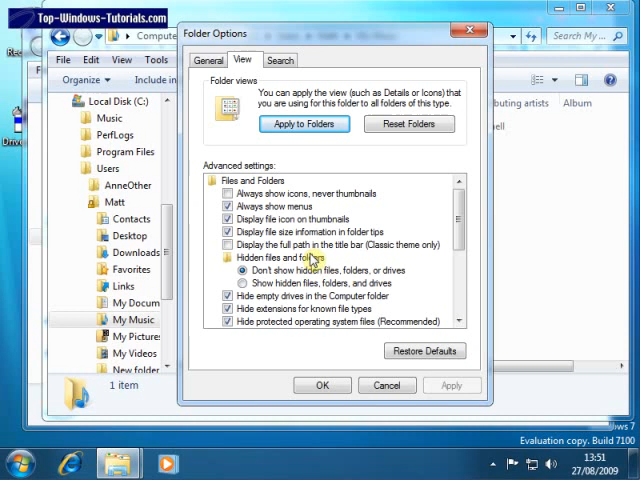 Top-Windows-Tutorials.com
Folder Options
Computer
Search My...
File Edit View Tools
Organize
Include in
General View Search
Folder views
You can apply the view (such as Details or Icons) that
you are using for this folder to all folders of this type.
Apply to Folders
Reset Folders
Advanced settings:
Files and Folders
Always show icons, never thumbnails
Always show menus
Display file icon on thumbnails
Display file size information in folder tips
Display the full path in the title bar (Classic theme only)
Hidden files and folders
Don't show hidden files, folders, or drives
Show hidden files, folders, and drives
Hide empty drives in the Computer folder
Hide extensions for known file types
Hide protected operating system files (Recommended)
Restore Defaults
OK
Cancel
Apply
Local Disk (C:)
Music
PerfLogs
Program Files
Users
AnneOther
Matt
Contacts
Desktop
Downloads
Favorites
Links
My Docum
My Music
My Pictures
My Videos
New folder
1 item
buting artists
Album
ell
Rec
Drive
ws 7
Evaluation copy. Build 7100
13:51
27/08/2009